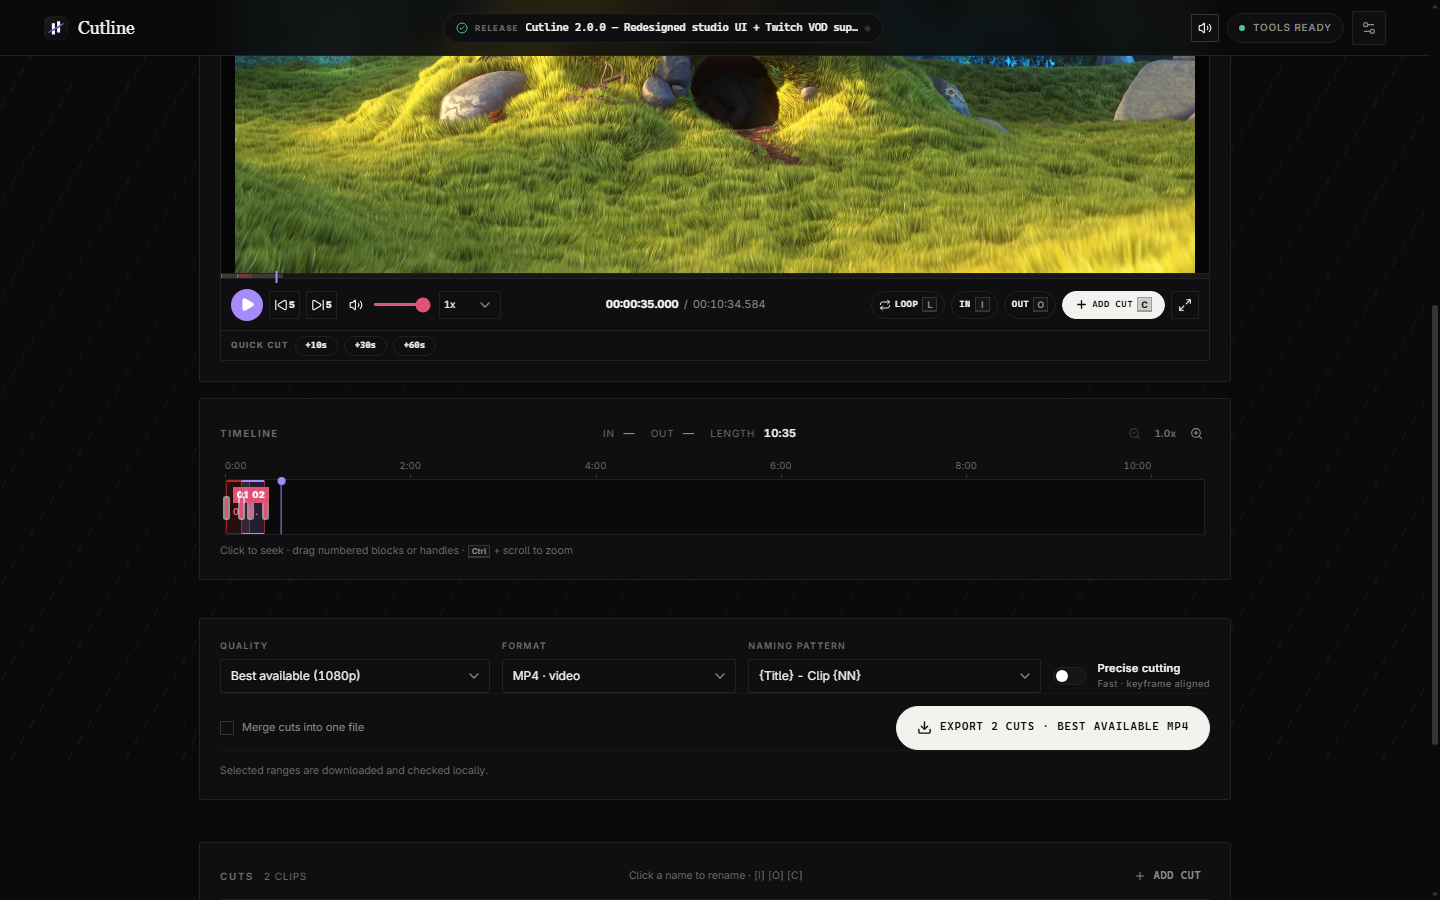 Cutline
RELEASE Cutline 2.0.0 — Redesigned studio UI + Twitch VOD sup…
TOOLS READY
5 5 1x 00:00:35.000 / 00:10:34.584 LOOP L IN I OUT O + ADD CUT C
QUICK CUT +10s +30s +60s
TIMELINE IN — OUT — LENGTH 10:35 1.0x
0:00 2:00 4:00 6:00 8:00 10:00
01 02
Click to seek · drag numbered blocks or handles · Ctrl + scroll to zoom
QUALITY FORMAT NAMING PATTERN
Best available (1080p) MP4 · video {Title} - Clip {NN} Precise cutting
Fast · keyframe aligned
Merge cuts into one file EXPORT 2 CUTS · BEST AVAILABLE MP4
Selected ranges are downloaded and checked locally.
CUTS 2 CLIPS Click a name to rename · [I] [O] [C] + ADD CUT